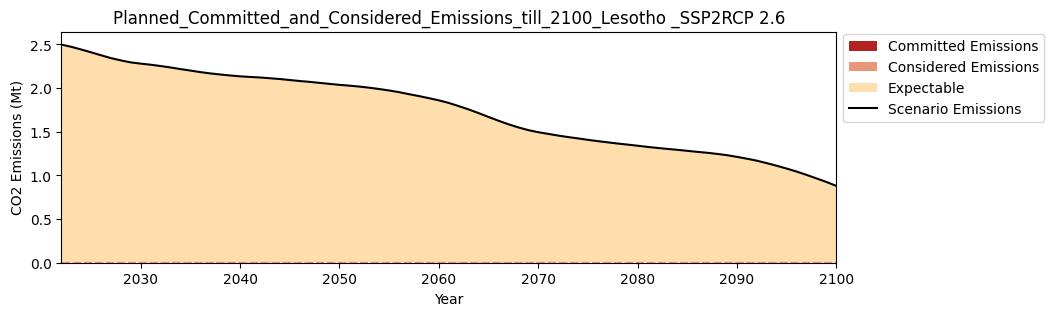 Planned_Committed_and_Considered_Emissions_till_2100_Lesotho _SSP2RCP 2.6
2.5
2.0
1.5
1.0
0.5
0.0
CO2 Emissions (Mt)
2030 2040 2050 2060 2070 2080 2090 2100
Year
Committed Emissions
Considered Emissions
Expectable
Scenario Emissions